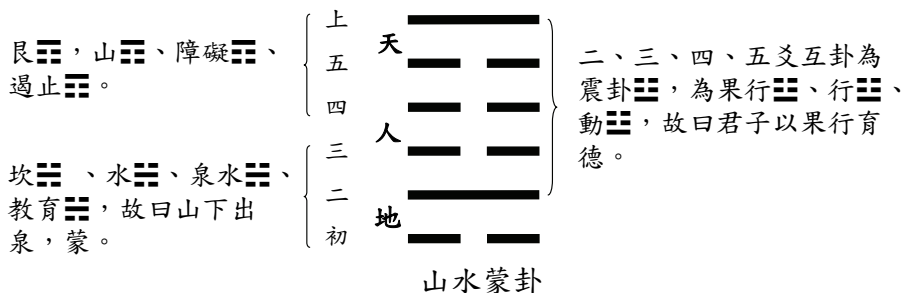 艮☶，山☶、障礙☶、
遏止☶。
坎☵、水☵、泉水☵、
教育☵，故曰山下出
泉，蒙。
上
五
四
三
二
初
天
人
地
二、三、四、五爻互卦為
震卦☳，為果行☳、行☳、
動☳，故曰君子以果行育
德。
山水蒙卦